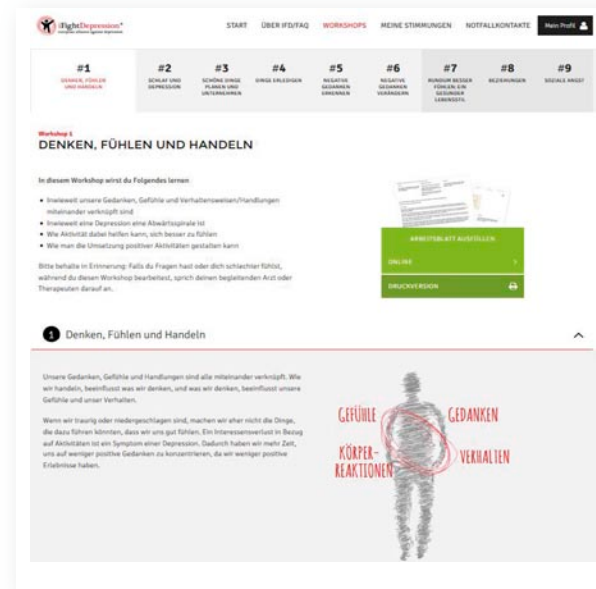 iFightDepression®
european alliance against depression
START
ÜBER IFD/FAQ
WORKSHOPS
MEINE STIMMUNGEN
NOTFALLKONTAKTE
Mein Profil
#1
DENKEN, FÜHLEN
UND HANDELN
#2
SCHLAF UND
DEPRESSION
#3
SCHÖNE DINGE
PLANEN UND
UNTERNEHMEN
#4
DINGE ERLEDIGEN
#5
NEGATIVE
GEDANKEN
ERKENNEN
#6
NEGATIVE
GEDANKEN
VERÄNDERN
#7
RUNDUM BESSER
FÜHLEN: EIN
GESUNDER
LEBENSSTIL
#8
BEZIEHUNGEN
#9
SOZIALE ANGST
Workshop 1
DENKEN, FÜHLEN UND HANDELN
In diesem Workshop wirst du Folgendes lernen
• Inwieweit unsere Gedanken, Gefühle und Verhaltensweisen/Handlungen
miteinander verknüpft sind
• Inwieweit eine Depression eine Abwärtsspirale ist
• Wie Aktivität dabei helfen kann, sich besser zu fühlen
• Wie man die Umsetzung positiver Aktivitäten gestalten kann
Bitte behalte in Erinnerung: Falls du Fragen hast oder dich schlechter fühlst,
während du diesen Workshop bearbeitest, sprich deinen begleitenden Arzt oder
Therapeuten darauf an.
ARBEITSBLATT AUSFÜLLEN
ONLINE
DRUCKVERSION
1 Denken, Fühlen und Handeln
Unsere Gedanken, Gefühle und Handlungen sind alle miteinander verknüpft. Wie
wir handeln, beeinflusst was wir denken, und was wir denken, beeinflusst unsere
Gefühle und unser Verhalten.
Wenn wir traurig oder niedergeschlagen sind, machen wir eher nicht die Dinge,
die dazu führen könnten, dass wir uns gut fühlen. Ein Interessensverlust in Bezug
auf Aktivitäten ist ein Symptom einer Depression. Dadurch haben wir mehr Zeit,
uns auf weniger positive Gedanken zu konzentrieren, da wir weniger positive
Erlebnisse haben.
GEFÜHLE
GEDANKEN
KÖRPER-
REAKTIONEN
VERHALTEN